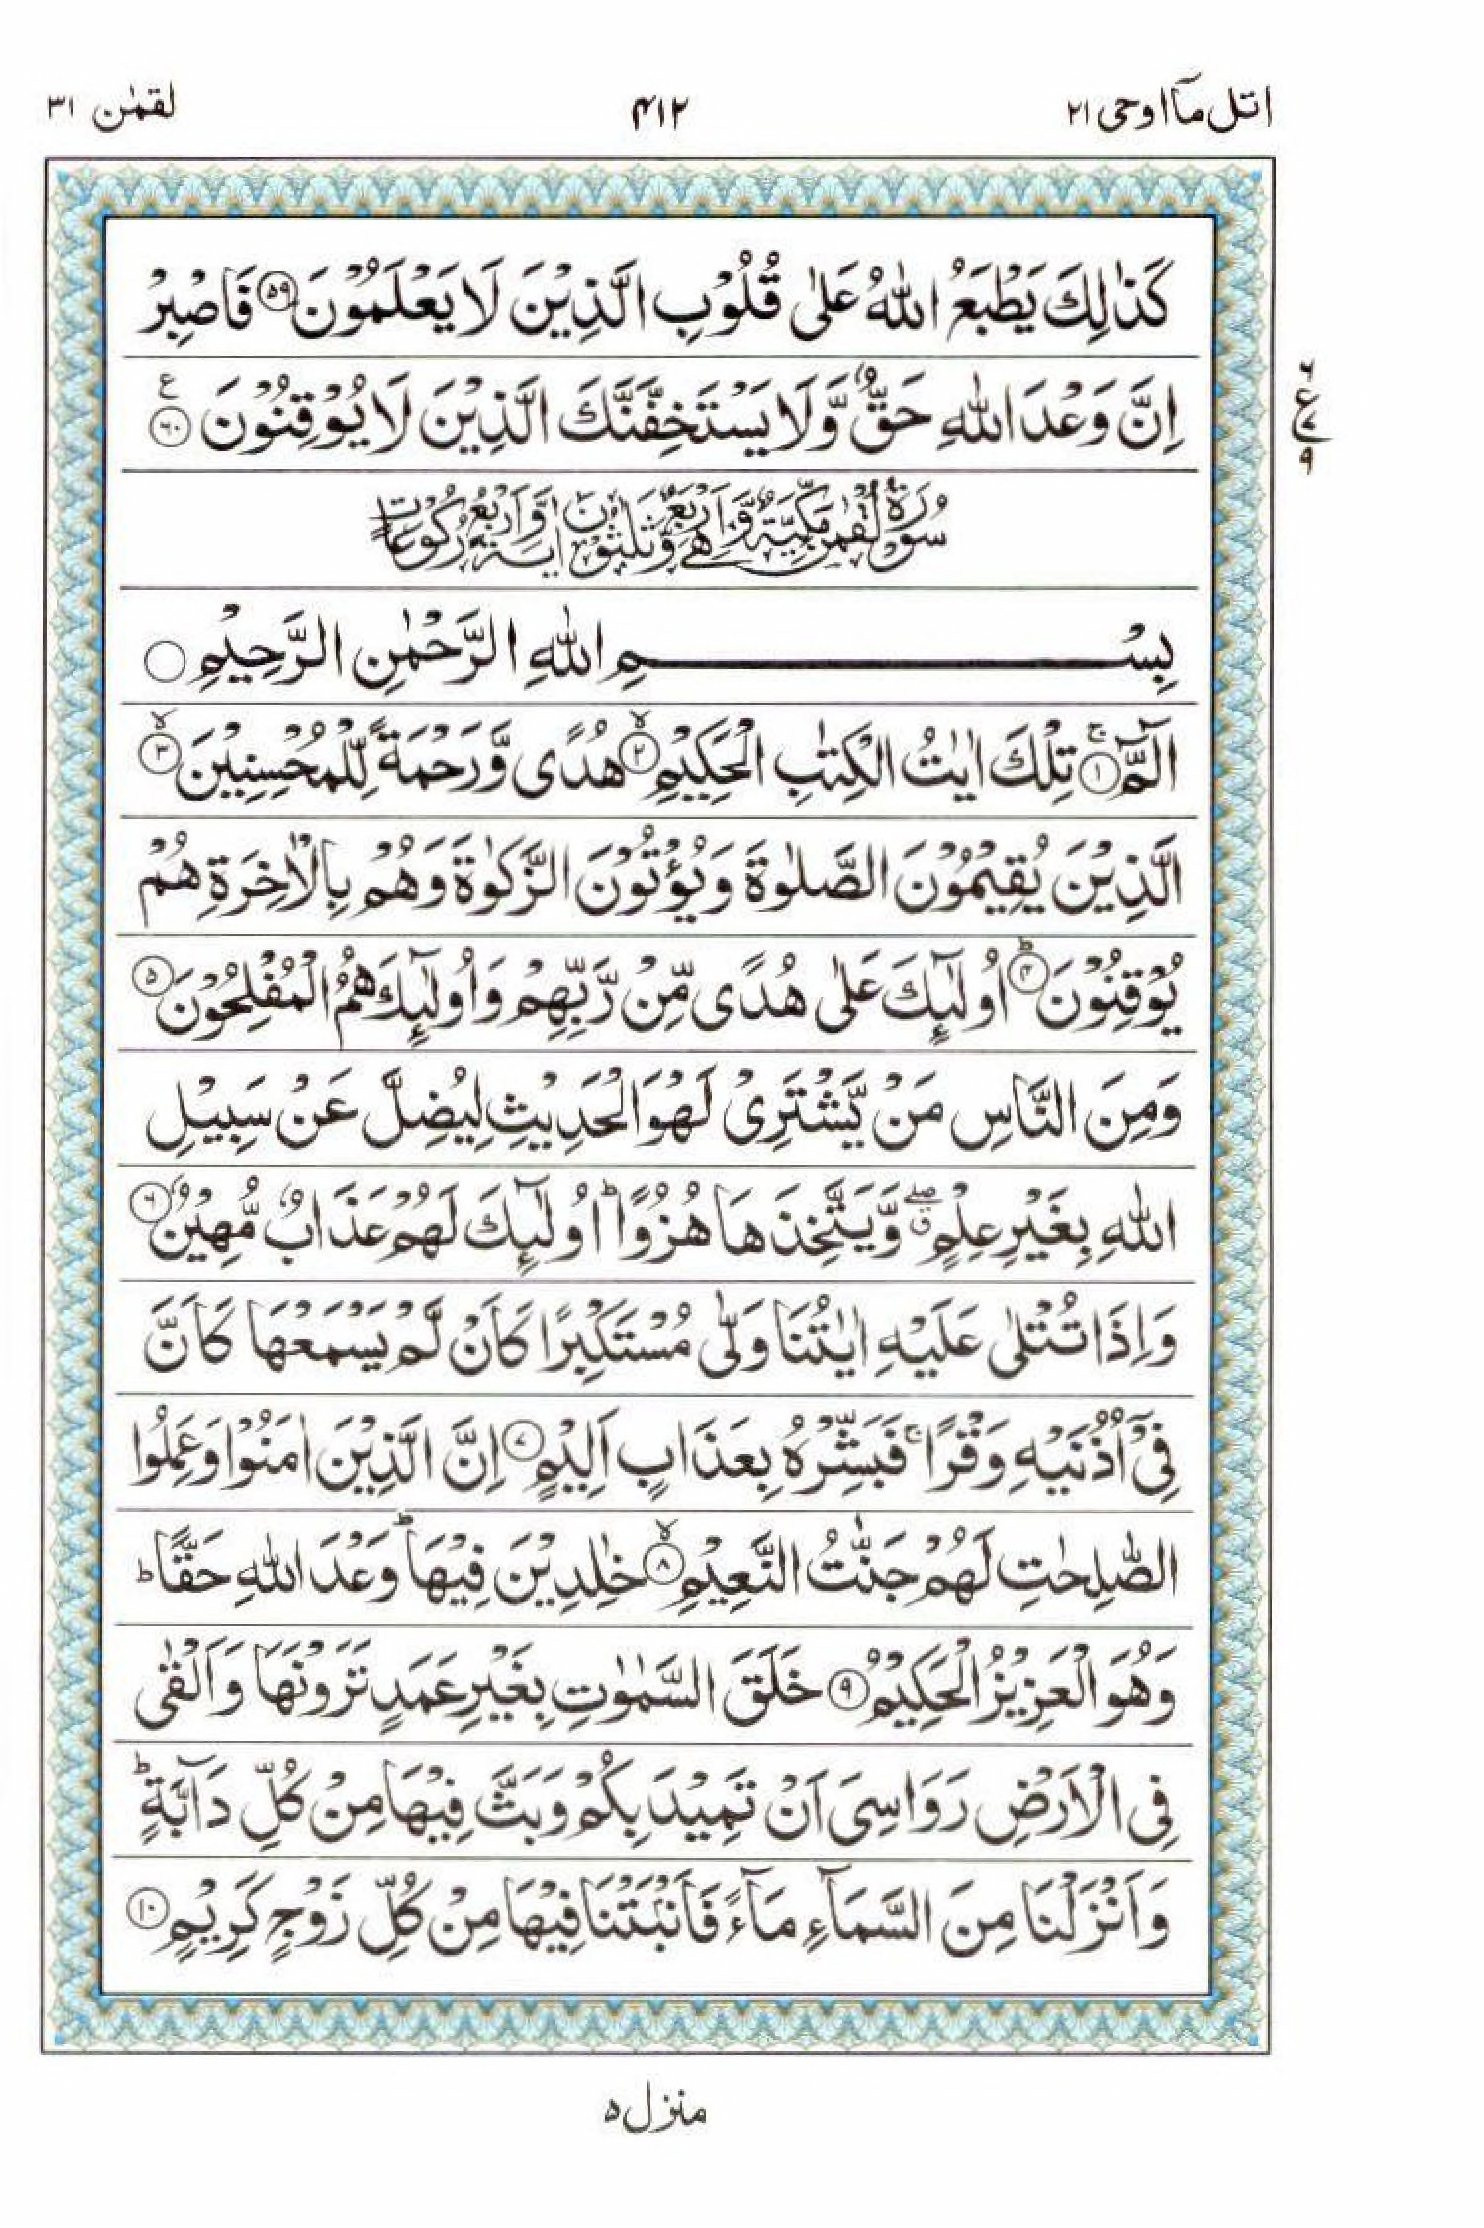 اتل ما اوحی ۲۱
۴۱۲
لقمٰن ۳۱
كَذٰلِكَ يَطْبَعُ اللّٰهُ عَلٰى قُلُوْبِ الَّذِيْنَ لَا يَعْلَمُوْنَ ۵۹ فَاصْبِرْ
اِنَّ وَعْدَ اللّٰهِ حَقٌّ وَّلَا يَسْتَخِفَّنَّكَ الَّذِيْنَ لَا يُوْقِنُوْنَ ۶۰ ع
۶
ع
۷
۹
سُوْرَةُ لُقْمٰنَ مَكِّيَّةٌ وَّهِيَ اَرْبَعٌ وَّثَلٰثُوْنَ اٰيَةً وَّاَرْبَعُ رُكُوْعَاتٍ
بِسْمِ اللّٰهِ الرَّحْمٰنِ الرَّحِيْمِ
الٓمّٓ ۱ ۚ تِلْكَ اٰيٰتُ الْكِتٰبِ الْحَكِيْمِ ۲ ۙ هُدًى وَّرَحْمَةً لِّلْمُحْسِنِيْنَ ۳ ۙ
الَّذِيْنَ يُقِيْمُوْنَ الصَّلٰوةَ وَيُؤْتُوْنَ الزَّكٰوةَ وَهُمْ بِالْاٰخِرَةِ هُمْ
يُوْقِنُوْنَ ۴ ؕ اُولٰٓئِكَ عَلٰى هُدًى مِّنْ رَّبِّهِمْ وَاُولٰٓئِكَ هُمُ الْمُفْلِحُوْنَ ۵
وَمِنَ النَّاسِ مَنْ يَّشْتَرِيْ لَهْوَ الْحَدِيْثِ لِيُضِلَّ عَنْ سَبِيْلِ
اللّٰهِ بِغَيْرِ عِلْمٍ ۖق وَّيَتَّخِذَهَا هُزُوًا ؕ اُولٰٓئِكَ لَهُمْ عَذَابٌ مُّهِيْنٌ ۶
وَاِذَا تُتْلٰى عَلَيْهِ اٰيٰتُنَا وَلّٰى مُسْتَكْبِرًا كَاَنْ لَّمْ يَسْمَعْهَا كَاَنَّ
فِيْٓ اُذُنَيْهِ وَقْرًا ۚ فَبَشِّرْهُ بِعَذَابٍ اَلِيْمٍ ۷ اِنَّ الَّذِيْنَ اٰمَنُوْا وَعَمِلُوا
الصّٰلِحٰتِ لَهُمْ جَنّٰتُ النَّعِيْمِ ۸ ۙ خٰلِدِيْنَ فِيْهَا ؕ وَعْدَ اللّٰهِ حَقًّا ؕ
وَهُوَ الْعَزِيْزُ الْحَكِيْمُ ۹ خَلَقَ السَّمٰوٰتِ بِغَيْرِ عَمَدٍ تَرَوْنَهَا وَاَلْقٰى
فِي الْاَرْضِ رَوَاسِيَ اَنْ تَمِيْدَ بِكُمْ وَبَثَّ فِيْهَا مِنْ كُلِّ دَآبَّةٍ ؕ
وَاَنْزَلْنَا مِنَ السَّمَآءِ مَآءً فَاَنْۢبَتْنَا فِيْهَا مِنْ كُلِّ زَوْجٍ كَرِيْمٍ ۱۰
منزل ۵